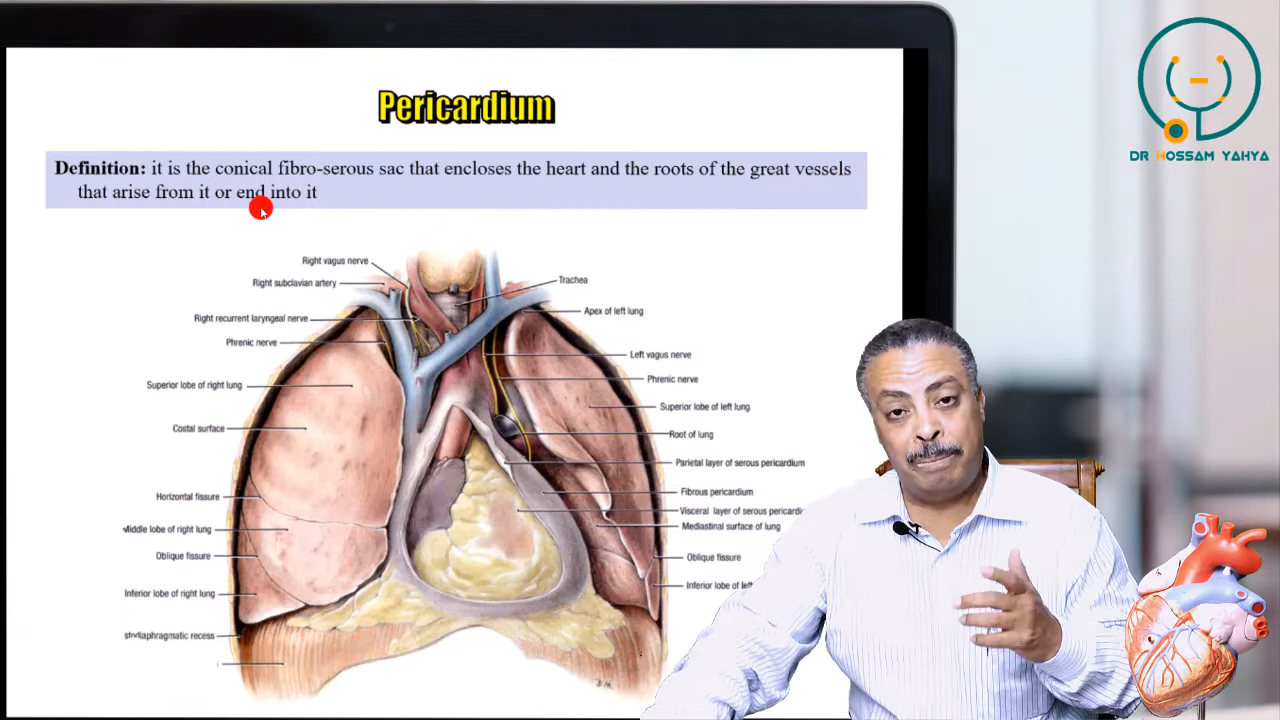 Pericardium
Definition: it is the conical fibro-serous sac that encloses the heart and the roots of the great vessels
that arise from it or end into it
DR HOSSAM YAHYA
Right vagus nerve
Right subclavian artery
Right recurrent laryngeal nerve
Phrenic nerve
Superior lobe of right lung
Costal surface
Horizontal fissure
Middle lobe of right lung
Oblique fissure
Inferior lobe of right lung
diaphragmatic recess
Trachea
Apex of left lung
Left vagus nerve
Phrenic nerve
Superior lobe of left lung
Root of lung
Parietal layer of serous pericardium
Fibrous pericardium
Visceral layer of serous pericardi
Mediastinal surface of lung
Oblique fissure
Inferior lobe of left
B.M.